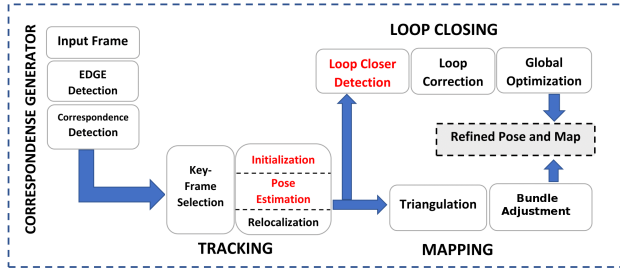 CORRESPONDENSE GENERATOR
Input Frame
EDGE
Detection
Correspondence
Detection
Key-
Frame
Selection
Initialization
Pose
Estimation
Relocalization
TRACKING
LOOP CLOSING
Loop Closer
Detection
Loop
Correction
Global
Optimization
Refined Pose and Map
Triangulation
Bundle
Adjustment
MAPPING